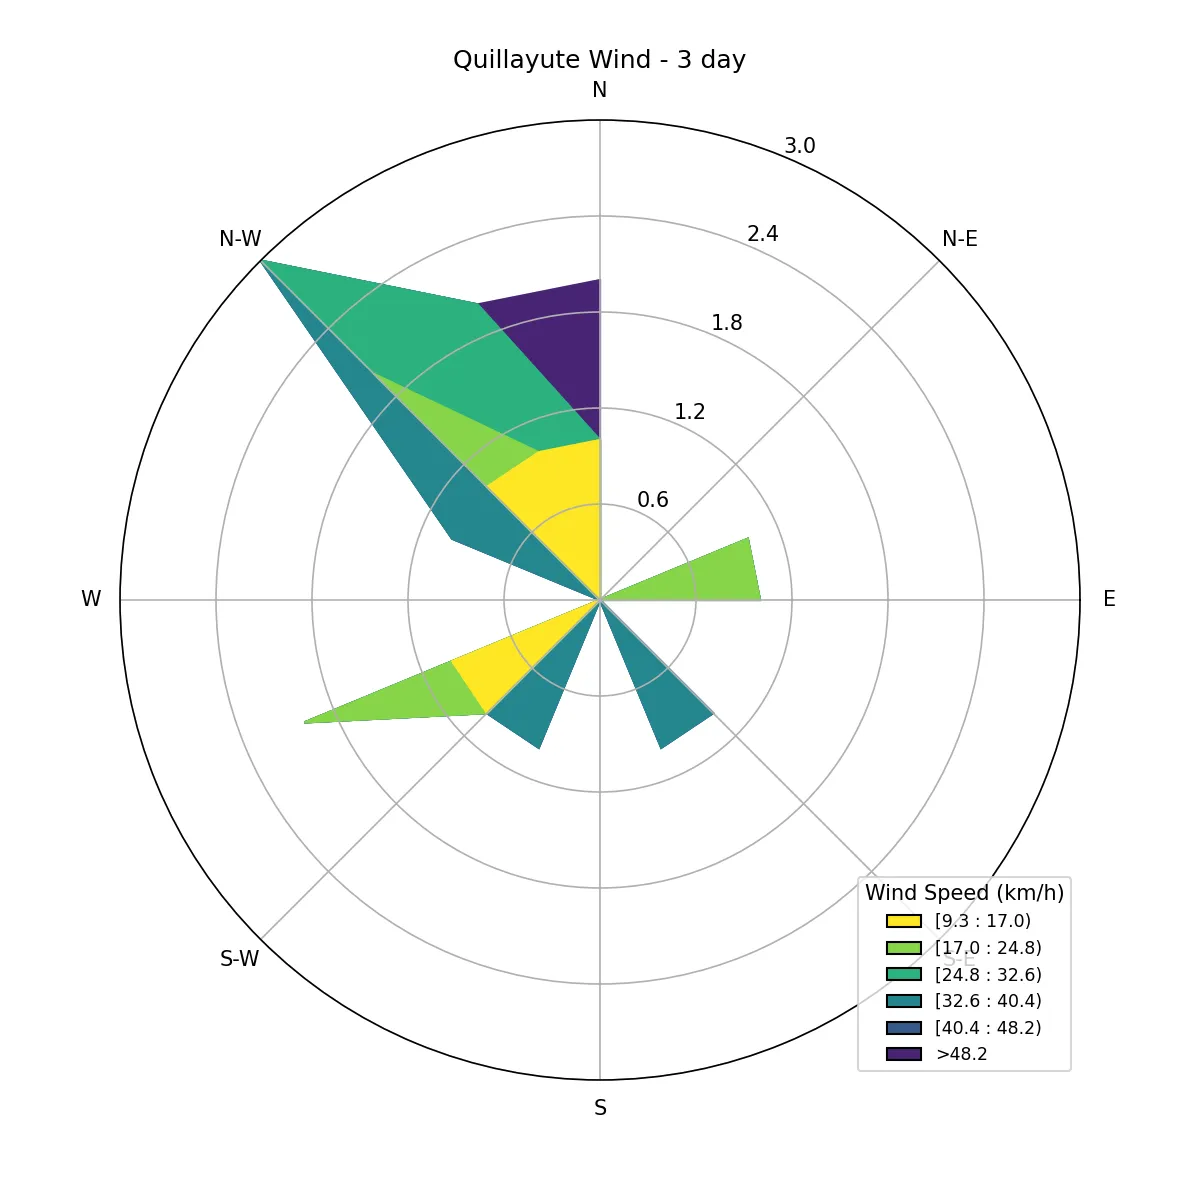 Quillayute Wind - 3 day
N
3.0
N-W
N-E
2.4
1.8
1.2
0.6
W
E
Wind Speed (km/h)
[9.3 : 17.0)
[17.0 : 24.8)
S-W
S-E
[24.8 : 32.6)
[32.6 : 40.4)
[40.4 : 48.2)
>48.2
S